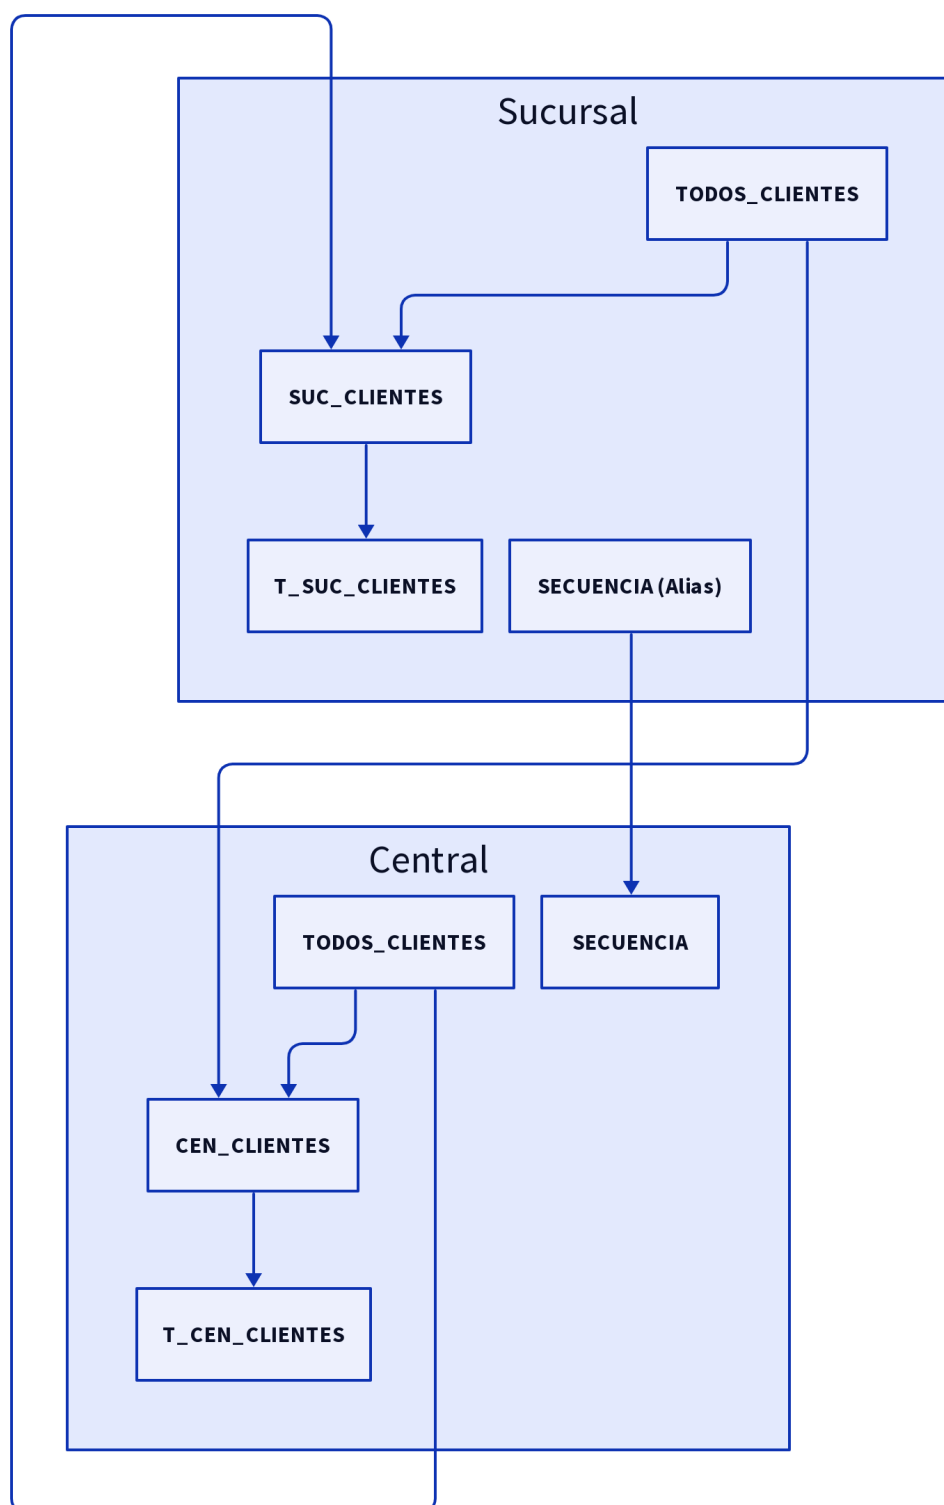 Sucursal
TODOS_CLIENTES
SUC_CLIENTES
T_SUC_CLIENTES
SECUENCIA (Alias)
Central
TODOS_CLIENTES
SECUENCIA
CEN_CLIENTES
T_CEN_CLIENTES